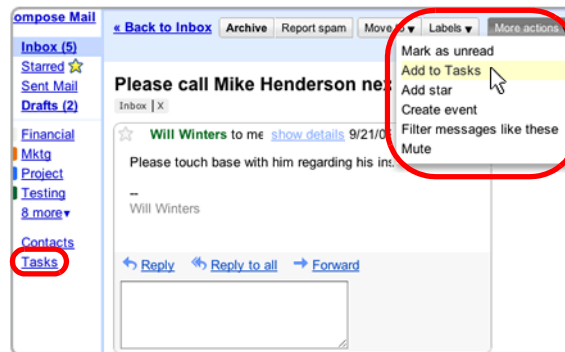 ompose Mail
Inbox (5)
Starred
Sent Mail
Drafts (2)
Financial
Mktg
Project
Testing
8 more▾
Contacts
Tasks
« Back to Inbox Archive Report spam Move to ▾ Labels ▾ More actions
Mark as unread
Add to Tasks
Add star
Create event
Filter messages like these
Mute
Please call Mike Henderson nex
Inbox | X
Will Winters to me show details 9/21/0
Please touch base with him regarding his ins
--
Will Winters
Reply Reply to all Forward